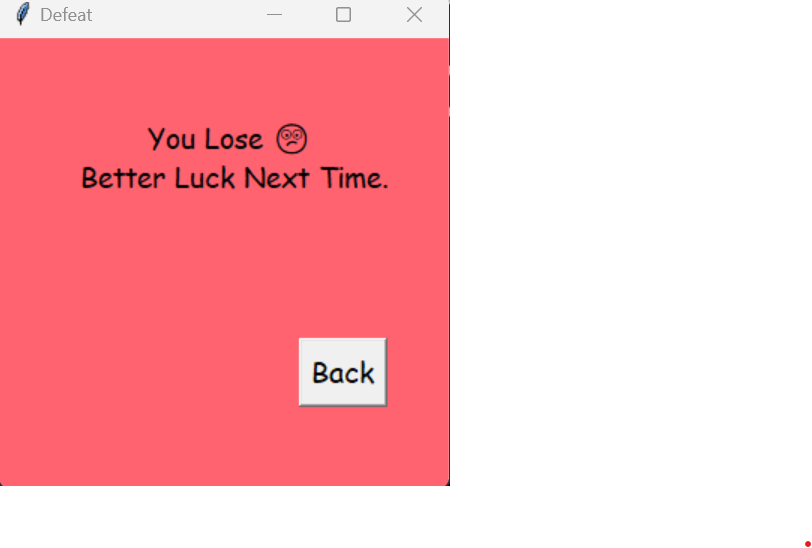 Defeat
You Lose 🙄
Better Luck Next Time.
Back